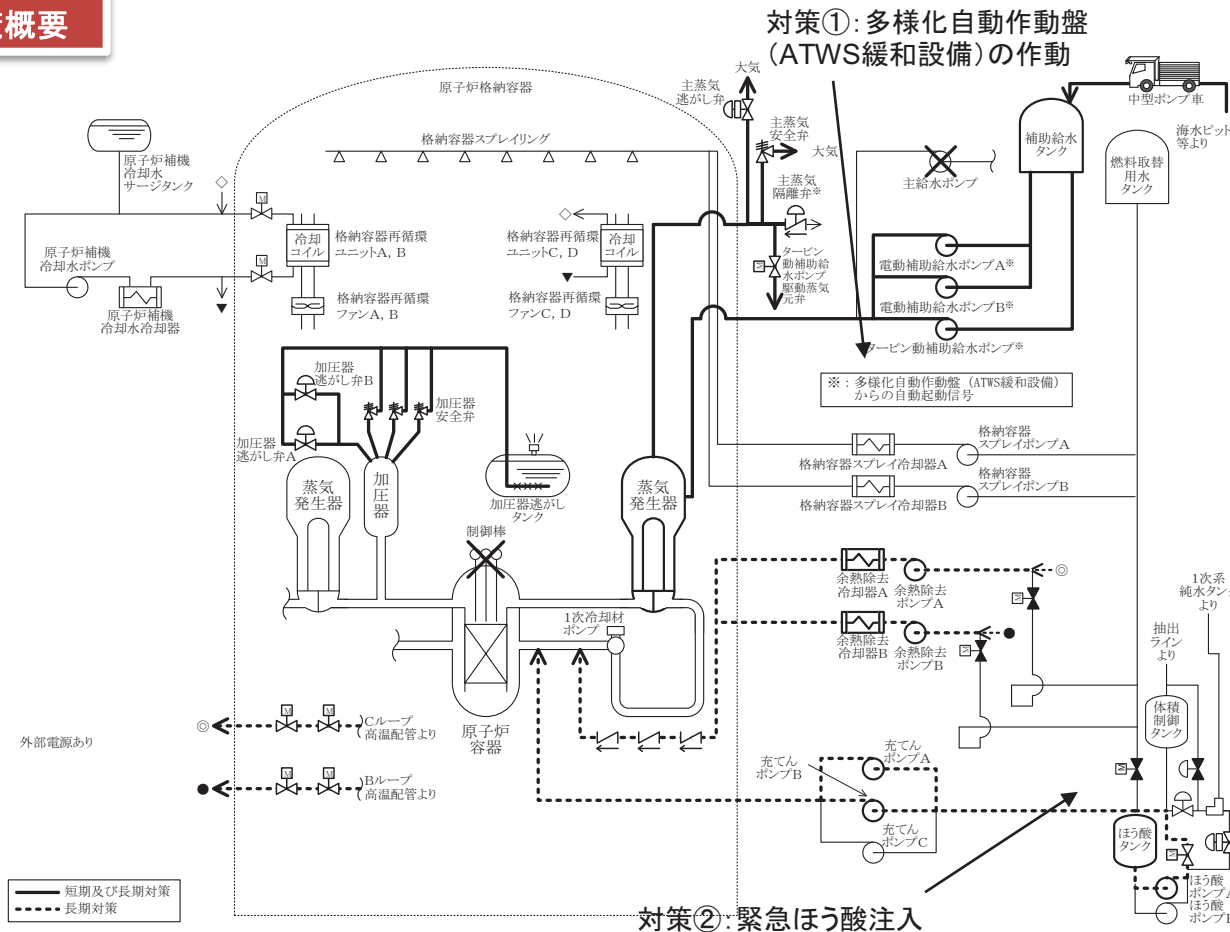 概要
対策①:多様化自動作動盤
(ATWS緩和設備)の作動
原子炉格納容器
大気
主蒸気
逃がし弁
主蒸気
安全弁
大気
中型ポンプ車
海水ピット
等より
補助給水
タンク
燃料取替
用水
タンク
主給水ポンプ
格納容器スプレイリング
原子炉補機
冷却水
サージタンク
主蒸気
隔離弁※
冷却
コイル
格納容器再循環
ユニットA, B
格納容器再循環
ユニットC, D
冷却
コイル
タービン
動補助給
水ポンプ
駆動蒸気
元弁
原子炉補機
冷却水ポンプ
原子炉補機
冷却水冷却器
格納容器再循環
ファンA, B
格納容器再循環
ファンC, D
電動補助給水ポンプA※
電動補助給水ポンプB※
タービン動補助給水ポンプ※
※:多様化自動作動盤(ATWS緩和設備)
からの自動起動信号
加圧器
逃がし弁B
加圧器
安全弁
加圧器
逃がし弁A
蒸気
発生器
加圧器
加圧器逃がし
タンク
蒸気
発生器
格納容器
スプレイポンプA
格納容器スプレイ冷却器A
格納容器
スプレイポンプB
格納容器スプレイ冷却器B
制御棒
1次冷却材
ポンプ
余熱除去
冷却器A
余熱除去
ポンプA
余熱除去
冷却器B
余熱除去
ポンプB
1次系
純水タンク
より
抽出
ラインより
体積
制御
タンク
原子炉
容器
外部電源あり
Cループ
高温配管より
Bループ
高温配管より
充てん
ポンプA
充てん
ポンプB
充てん
ポンプC
ほう酸
タンク
ほう酸
ポンプA
ほう酸
ポンプB
短期及び長期対策
長期対策
対策②:緊急ほう酸注入